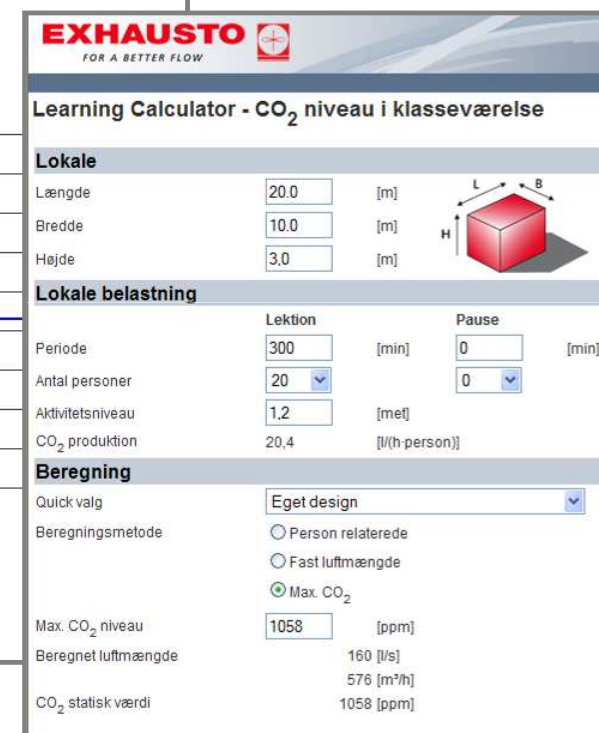 EXHAUSTO
FOR A BETTER FLOW
Learning Calculator - CO2 niveau i klasseværelse
Lokale
Længde 20.0 [m]
Bredde 10.0 [m]
Højde 3,0 [m]
L B H
Lokale belastning
Lektion Pause
Periode 300 [min] 0 [min]
Antal personer 20 0
Aktivitetsniveau 1,2 [met]
CO2 produktion 20,4 [l/(h·person)]
Beregning
Quick valg Eget design
Beregningsmetode Person relaterede
Fast luftmængde
Max. CO2
Max. CO2 niveau 1058 [ppm]
Beregnet luftmængde 160 [l/s]
576 [m³/h]
CO2 statisk værdi 1058 [ppm]